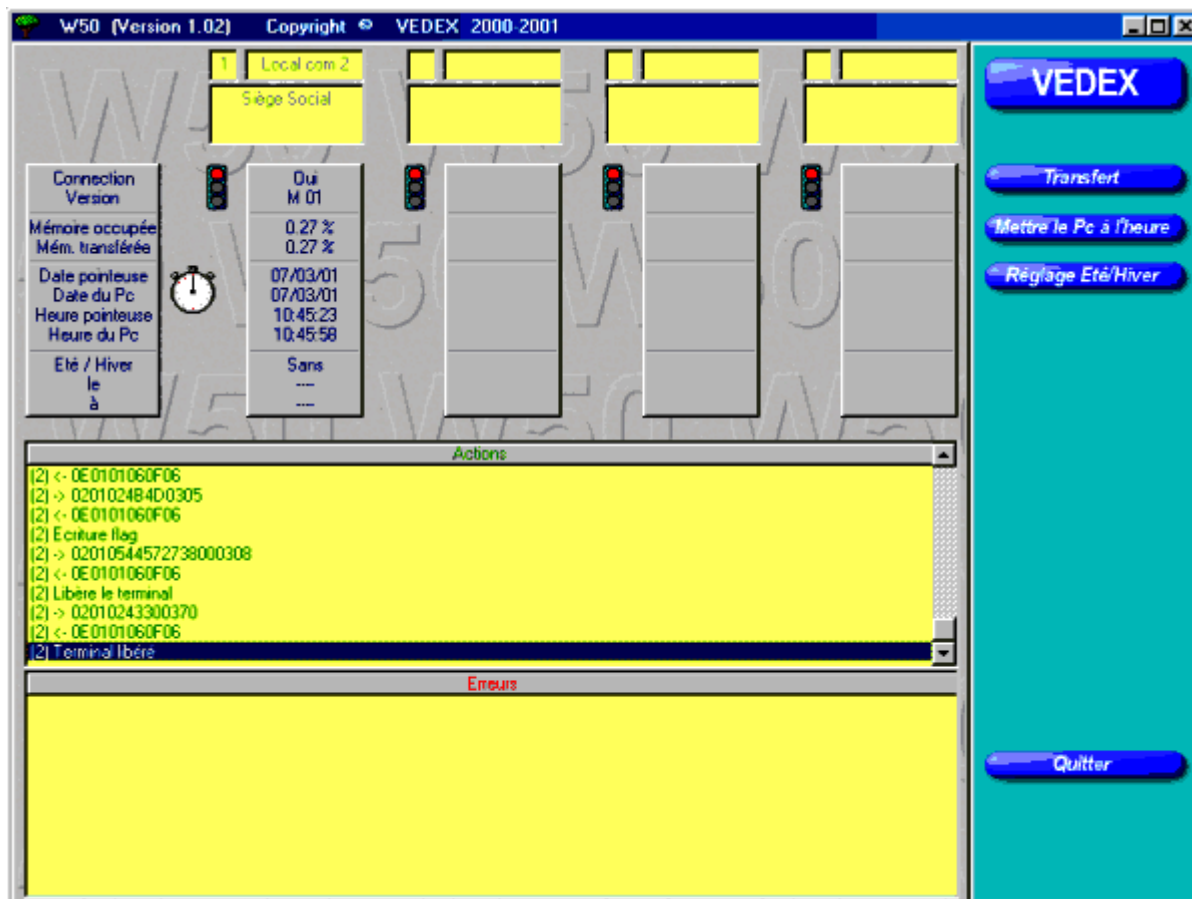 W50 (Version 1.02) Copyright © VEDEX 2000-2001
1 Local com 2
Siège Social
VEDEX
Transfert
Mettre le Pc à l'heure
Réglage Eté/Hiver
Quitter
Connection Oui
Version M 01
Mémoire occupée 0.27 %
Mém. transférée 0.27 %
Date pointeuse 07/03/01
Date du Pc 07/03/01
Heure pointeuse 10:45:23
Heure du Pc 10:45:58
Eté / Hiver Sans
le ----
à ----
Actions
(2) <- 0E0101060F06
(2) -> 0201024B4D0305
(2) <- 0E0101060F06
(2) Ecriture flag
(2) -> 02010544572738000308
(2) <- 0E0101060F06
(2) Libère le terminal
(2) -> 02010243300370
(2) <- 0E0101060F06
(2) Terminal libéré
Erreurs
W50 W50 W50